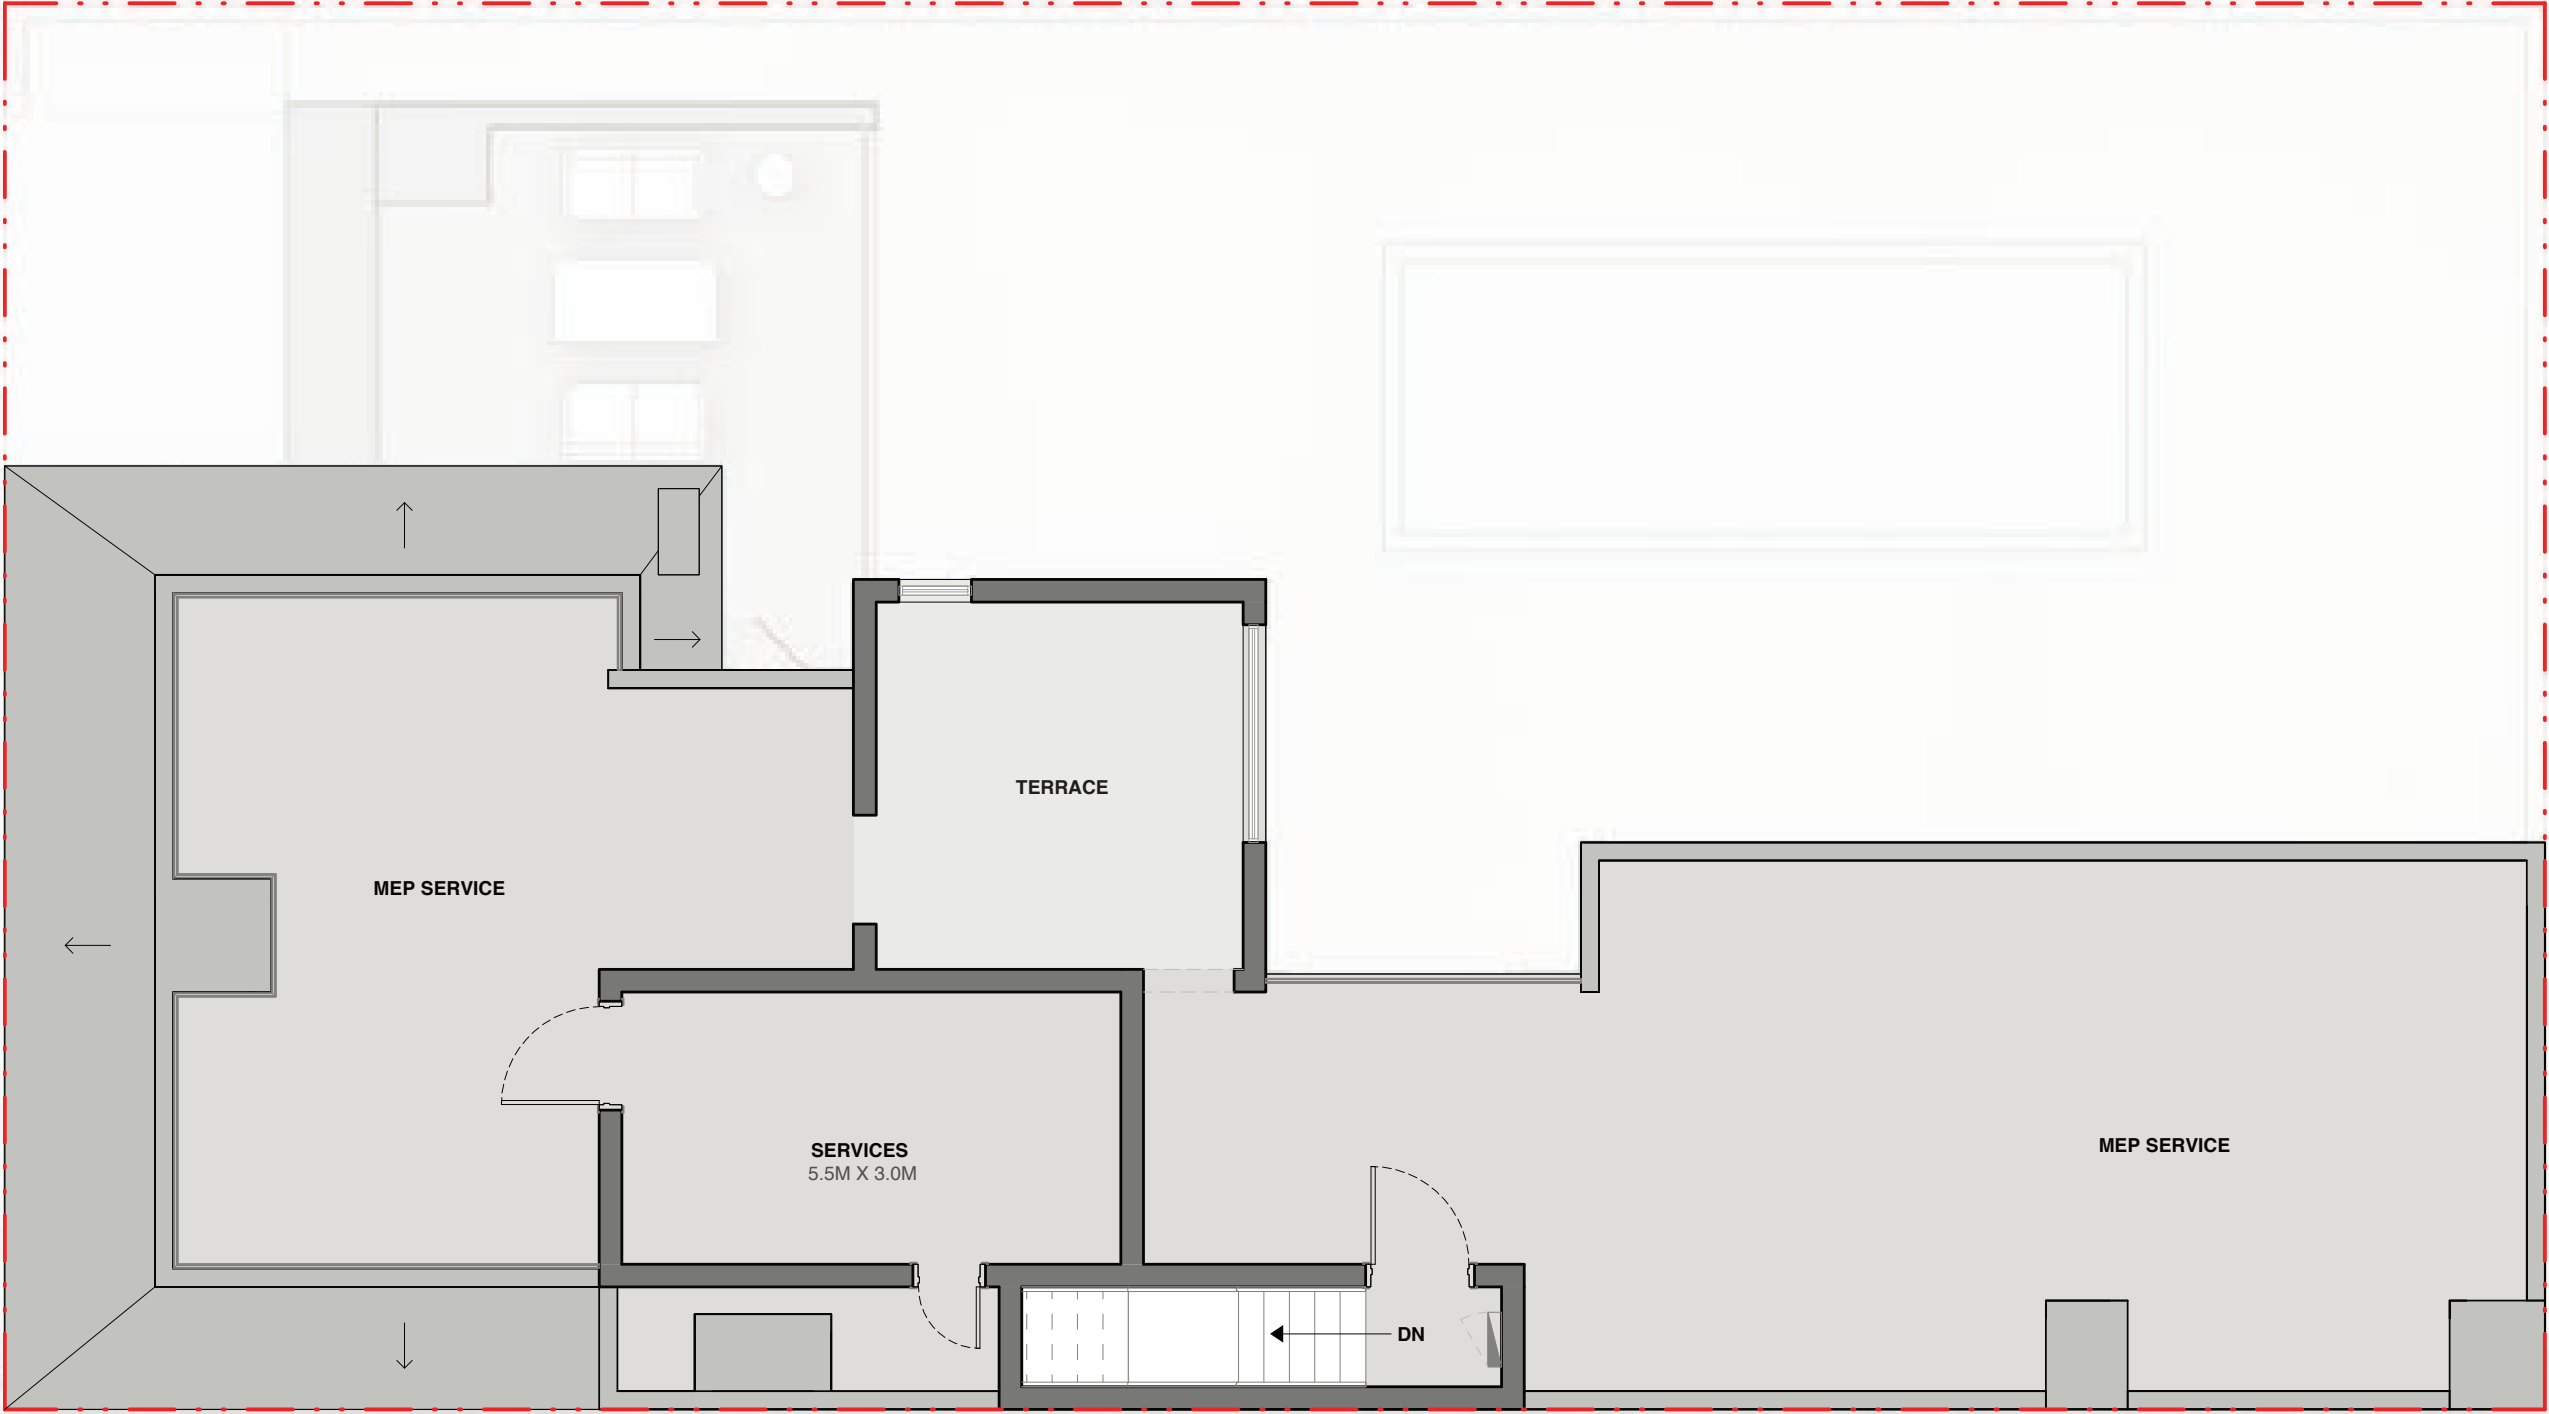 TERRACE
MEP SERVICE
SERVICES
5.5M X 3.0M
MEP SERVICE
DN